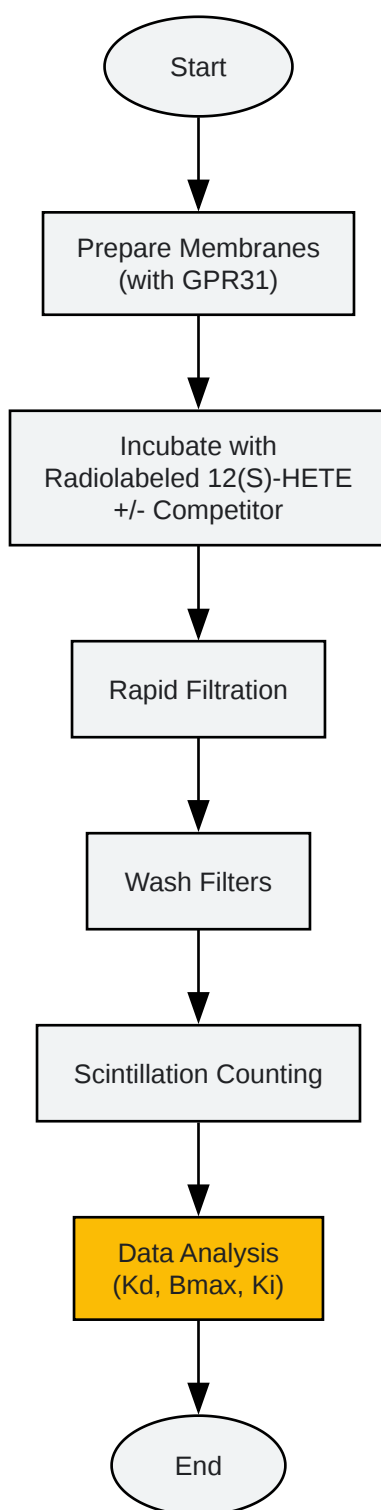 Start
Prepare Membranes
(with GPR31)
Incubate with
Radiolabeled 12(S)-HETE
+/- Competitor
Rapid Filtration
Wash Filters
Scintillation Counting
Data Analysis
(Kd, Bmax, Ki)
End